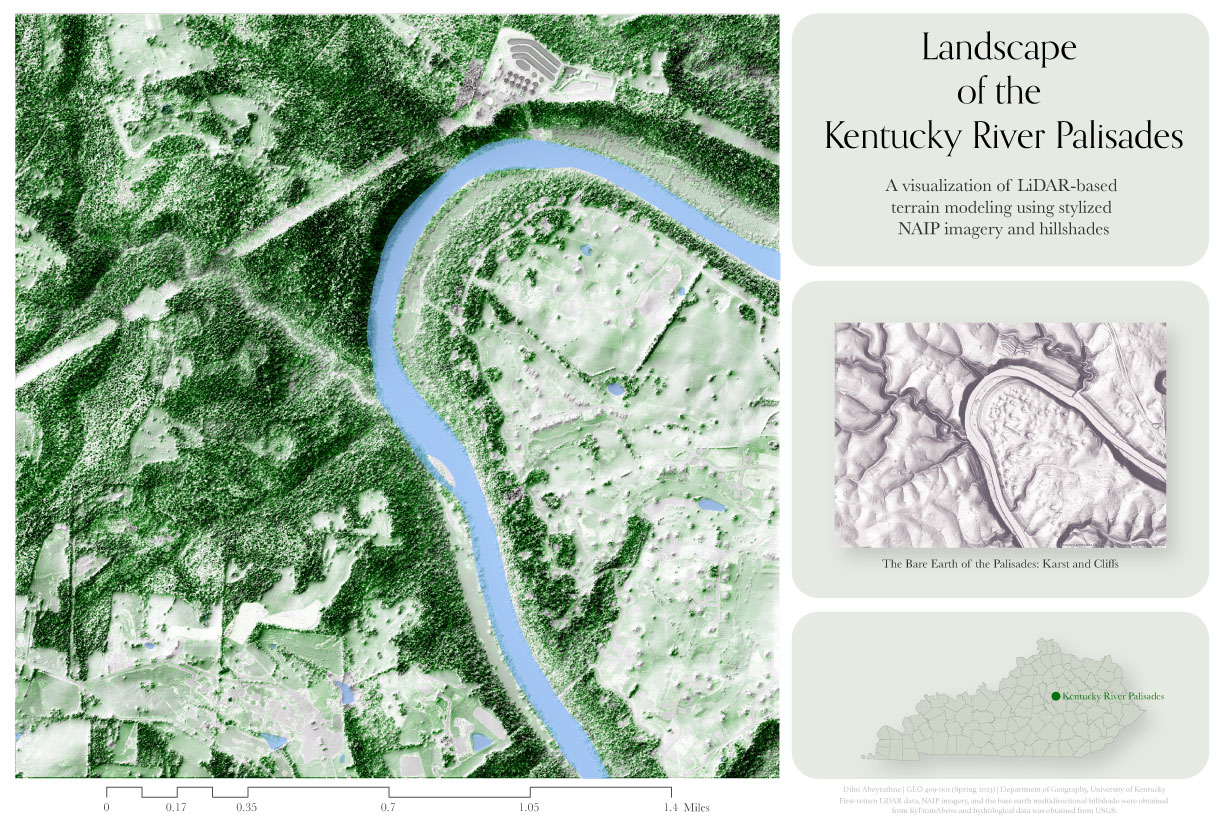 Landscape
of the
Kentucky River Palisades
A visualization of LiDAR-based
terrain modeling using stylized
NAIP imagery and hillshades
The Bare Earth of the Palisades: Karst and Cliffs
Kentucky River Palisades
0 0.17 0.35 0.7 1.05 1.4 Miles
Dilni Abeyrathne | GEO 409-001 (Spring 2023) | Department of Geography, University of Kentucky
First-return LiDAR data, NAIP imagery, and the bare earth multidirectional hillshade were obtained
from KyFromAbove and hydrological data was obtained from USGS.